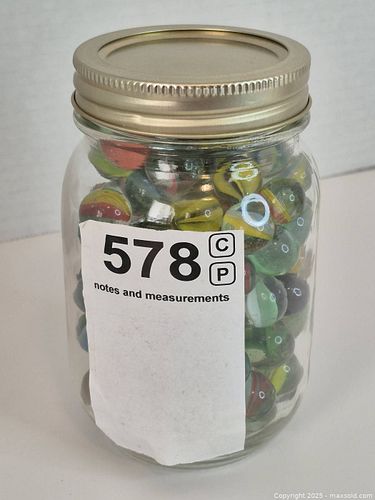 578 C
P
notes and measurements
Copyright 2025 - maxsold.com